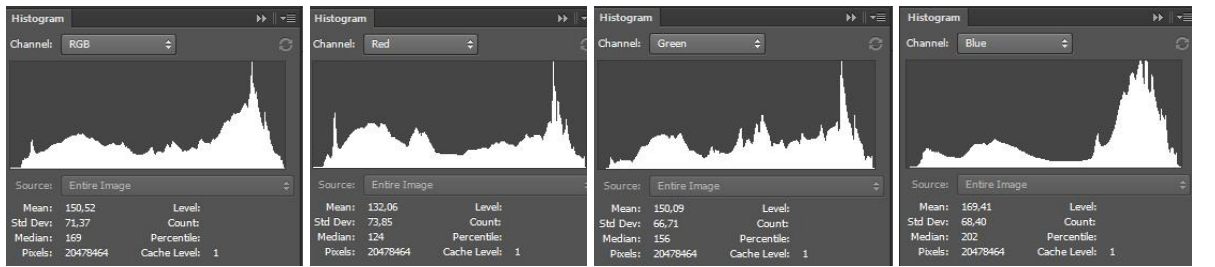 Histogram
Channel: RGB
Source: Entire Image
Mean: 150,52 Level:
Std Dev: 71,37 Count:
Median: 169 Percentile:
Pixels: 20478464 Cache Level: 1
Histogram
Channel: Red
Source: Entire Image
Mean: 132,06 Level:
Std Dev: 73,85 Count:
Median: 124 Percentile:
Pixels: 20478464 Cache Level: 1
Histogram
Channel: Green
Source: Entire Image
Mean: 150,09 Level:
Std Dev: 66,71 Count:
Median: 156 Percentile:
Pixels: 20478464 Cache Level: 1
Histogram
Channel: Blue
Source: Entire Image
Mean: 169,41 Level:
Std Dev: 68,40 Count:
Median: 202 Percentile:
Pixels: 20478464 Cache Level: 1